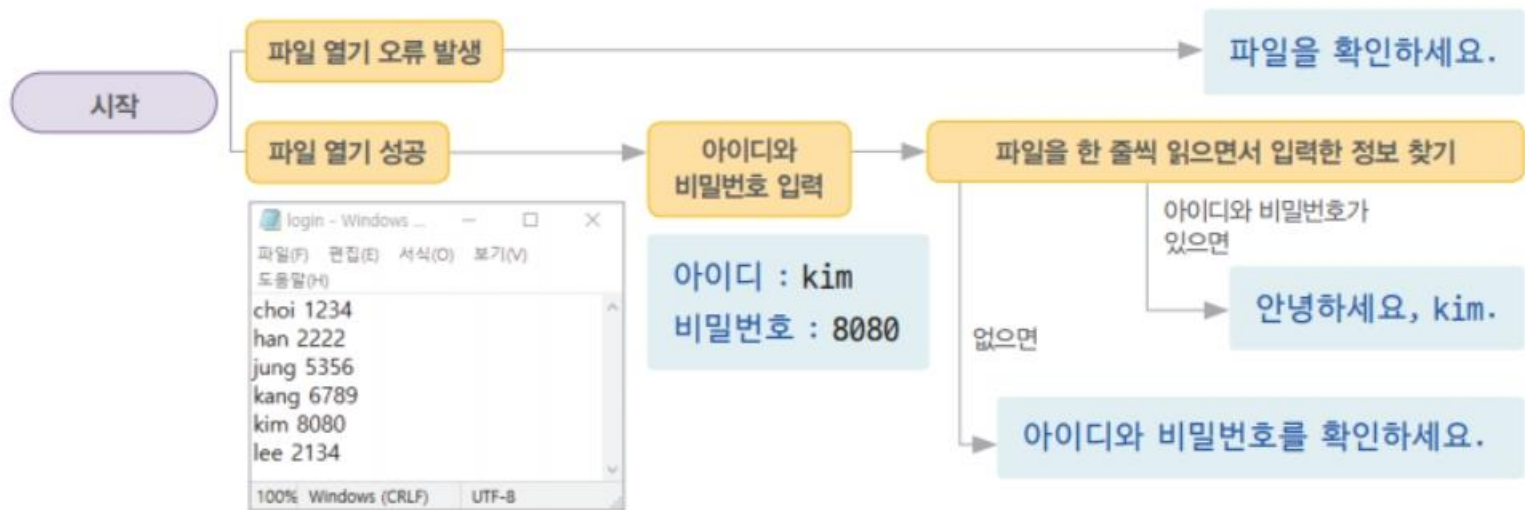 시작
파일 열기 오류 발생
파일을 확인하세요.
파일 열기 성공
아이디와
비밀번호 입력
파일을 한 줄씩 읽으면서 입력한 정보 찾기
login - Windows ...
파일(F) 편집(E) 서식(O) 보기(V)
도움말(H)
choi 1234
han 2222
jung 5356
kang 6789
kim 8080
lee 2134
100% Windows (CRLF) UTF-8
아이디 : kim
비밀번호 : 8080
아이디와 비밀번호가
있으면
안녕하세요, kim.
없으면
아이디와 비밀번호를 확인하세요.